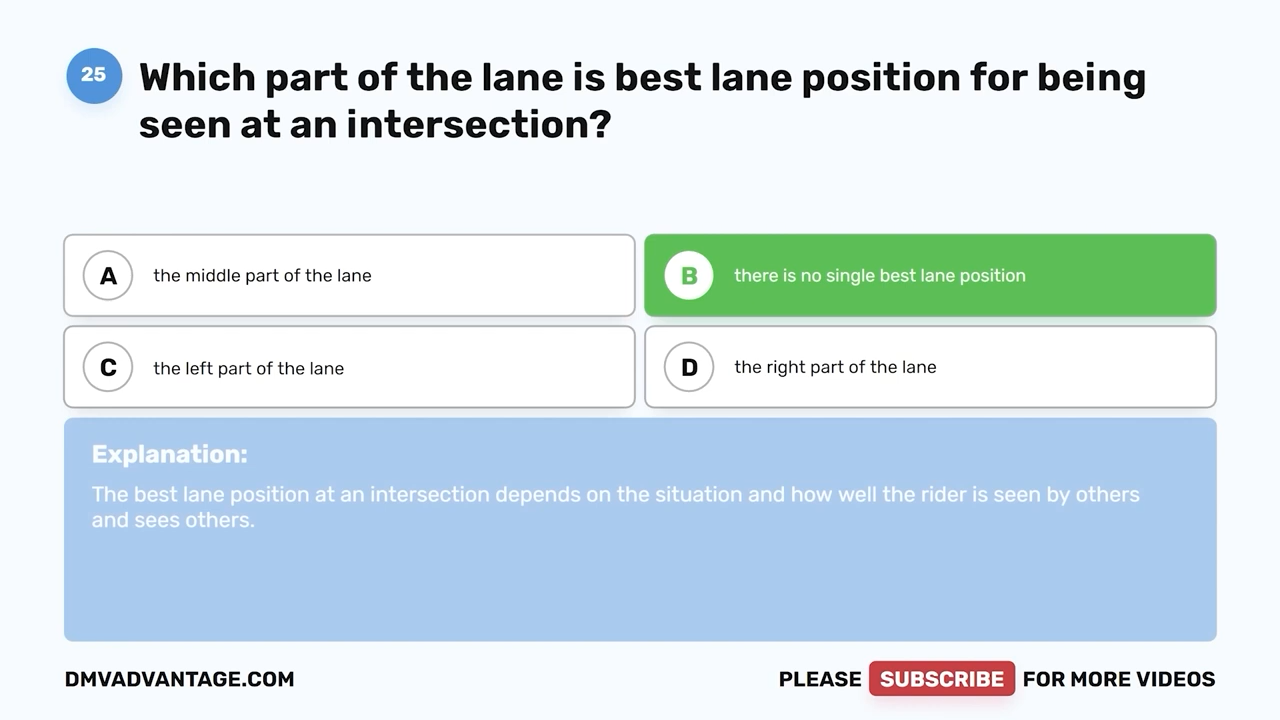 25
Which part of the lane is best lane position for being
seen at an intersection?
A the middle part of the lane
B there is no single best lane position
C the left part of the lane
D the right part of the lane
Explanation:
The best lane position at an intersection depends on the situation and how well the rider is seen by others
and sees others.
DMVADVANTAGE.COM
PLEASE SUBSCRIBE FOR MORE VIDEOS